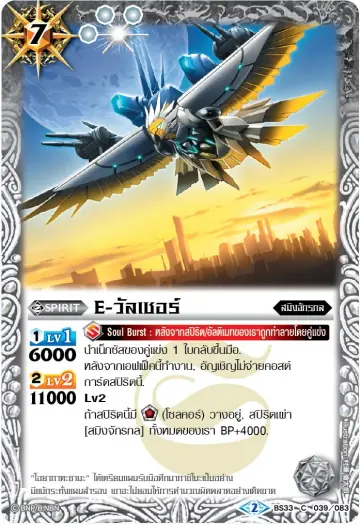 7
SPIRIT E-วัลเชอร์ สมิงจักรกล
1 LV1
6000
2 LV2
11000
S Soul Burst : หลังจากสปิริต/อัลติเมทของเราถูกทำลายโดยคู่แข่ง
นำเน็กซัสของคู่แข่ง 1 ใบกลับขึ้นมือ.
หลังจากเอฟเฟ็คนี้ทำงาน, อัญเชิญไม่จ่ายคอสต์
การ์ดสปิริตนี้.
Lv2
ถ้าสปิริตนี้มี (โซลคอร์) วางอยู่, สปิริตเผ่า
[สมิงจักรกล] ทั้งหมดของเรา BP+4000.
©BNP/B,NBN
2 BS33 - C 039 / 083